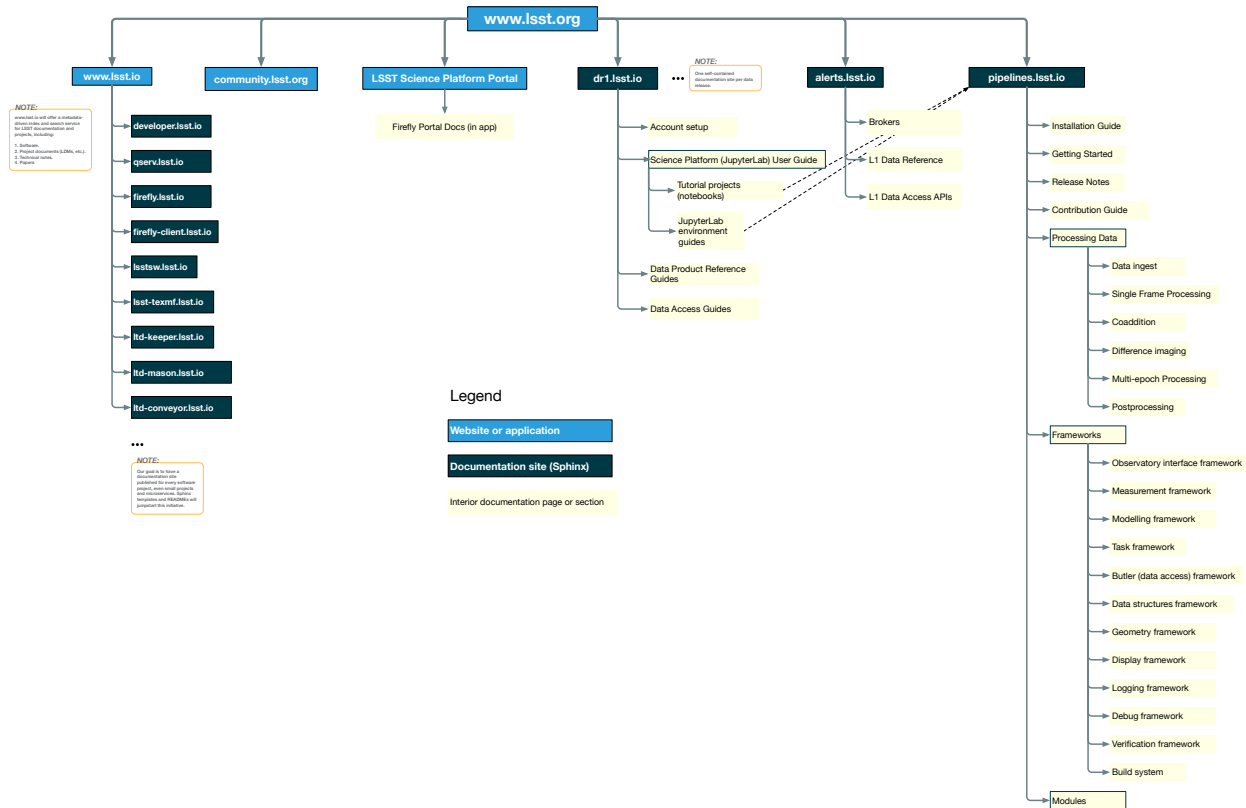 www.lsst.org
www.lsst.io
community.lsst.org
LSST Science Platform Portal
dr1.lsst.io
...
NOTE:
One self-contained
documentation site per data
release.
alerts.lsst.io
pipelines.lsst.io
NOTE:
www.lsst.io will offer a metadata-
driven index and search service
for LSST documentation and
projects, including:
1. Software.
2. Project documents (LDMs, etc.).
3. Technical notes.
4. Papers
developer.lsst.io
qserv.lsst.io
firefly.lsst.io
firefly-client.lsst.io
lsstsw.lsst.io
lsst-texmf.lsst.io
ltd-keeper.lsst.io
ltd-mason.lsst.io
ltd-conveyor.lsst.io
...
NOTE:
Our goal is to have a
documentation site
published for every software
project, even small projects
and microservices. Sphinx
templates and READMEs will
jumpstart this initiative.
Firefly Portal Docs (in app)
Account setup
Science Platform (JupyterLab) User Guide
Tutorial projects
(notebooks)
JupyterLab
environment
guides
Data Product Reference
Guides
Data Access Guides
Brokers
L1 Data Reference
L1 Data Access APIs
Installation Guide
Getting Started
Release Notes
Contribution Guide
Processing Data
Data ingest
Single Frame Processing
Coaddition
Difference imaging
Multi-epoch Processing
Postprocessing
Frameworks
Observatory interface framework
Measurement framework
Modelling framework
Task framework
Butler (data access) framework
Data structures framework
Geometry framework
Display framework
Logging framework
Debug framework
Verification framework
Build system
Modules
Legend
Website or application
Documentation site (Sphinx)
Interior documentation page or section